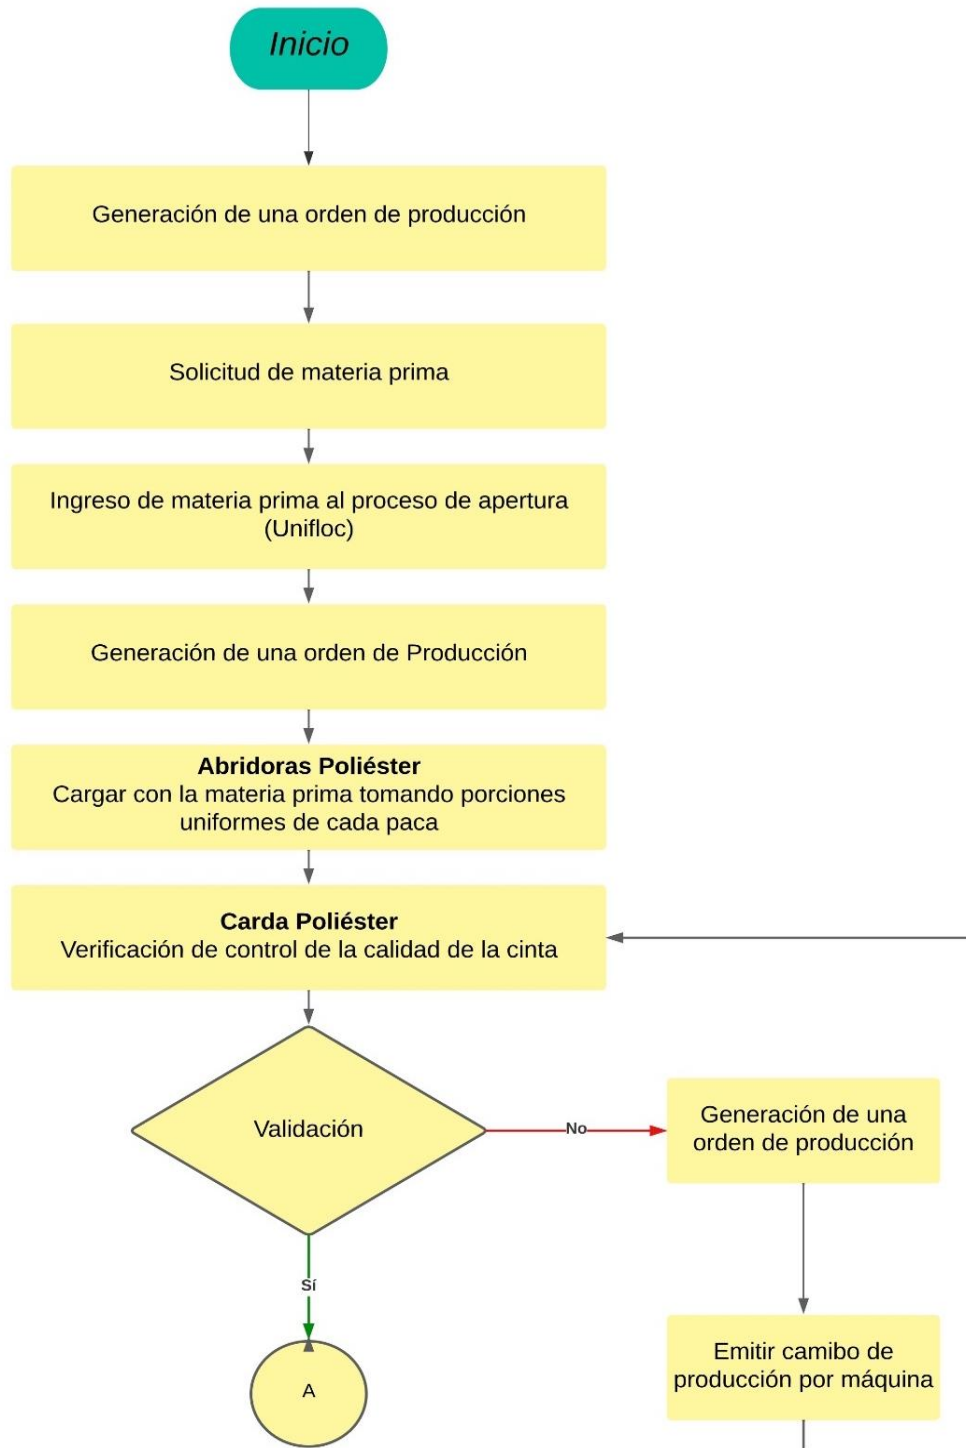 Inicio
Generación de una orden de producción
Solicitud de materia prima
Ingreso de materia prima al proceso de apertura
(Unifloc)
Generación de una orden de Producción
Abridoras Poliéster
Cargar con la materia prima tomando porciones
uniformes de cada paca
Carda Poliéster
Verificación de control de la calidad de la cinta
Validación
No
Generación de una
orden de producción
Sí
A
Emitir camibo de
producción por máquina